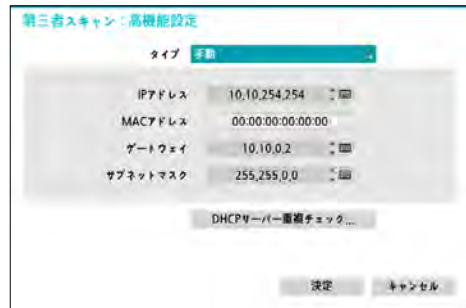 第三者スキャン：高機能設定
タイプ 手動
IPアドレス 10,10,254,254
MACアドレス 00:00:00:00:00:00
ゲートウェイ 10,10,0,2
サブネットマスク 255,255,0,0
DHCPサーバー重複チェック...
決定 キャンセル